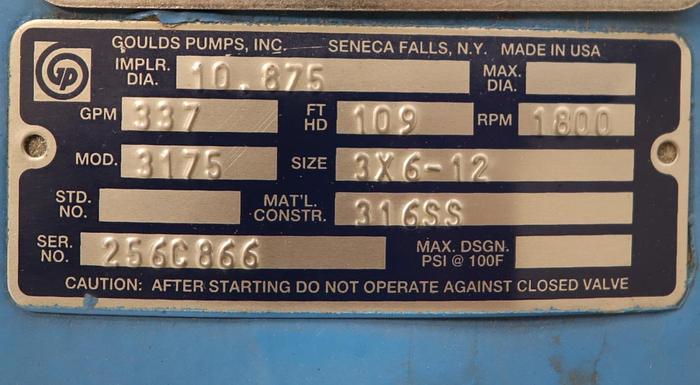 GOULDS PUMPS, INC. SENECA FALLS, N.Y. MADE IN USA
IMPLR. DIA. 10.875 MAX. DIA.
GPM 337 FT HD 109 RPM 1800
MOD. 3175 SIZE 3X6-12
STD. NO. MAT'L. CONSTR. 316SS
SER. NO. 256C866 MAX. DSGN. PSI @ 100F
CAUTION: AFTER STARTING DO NOT OPERATE AGAINST CLOSED VALVE